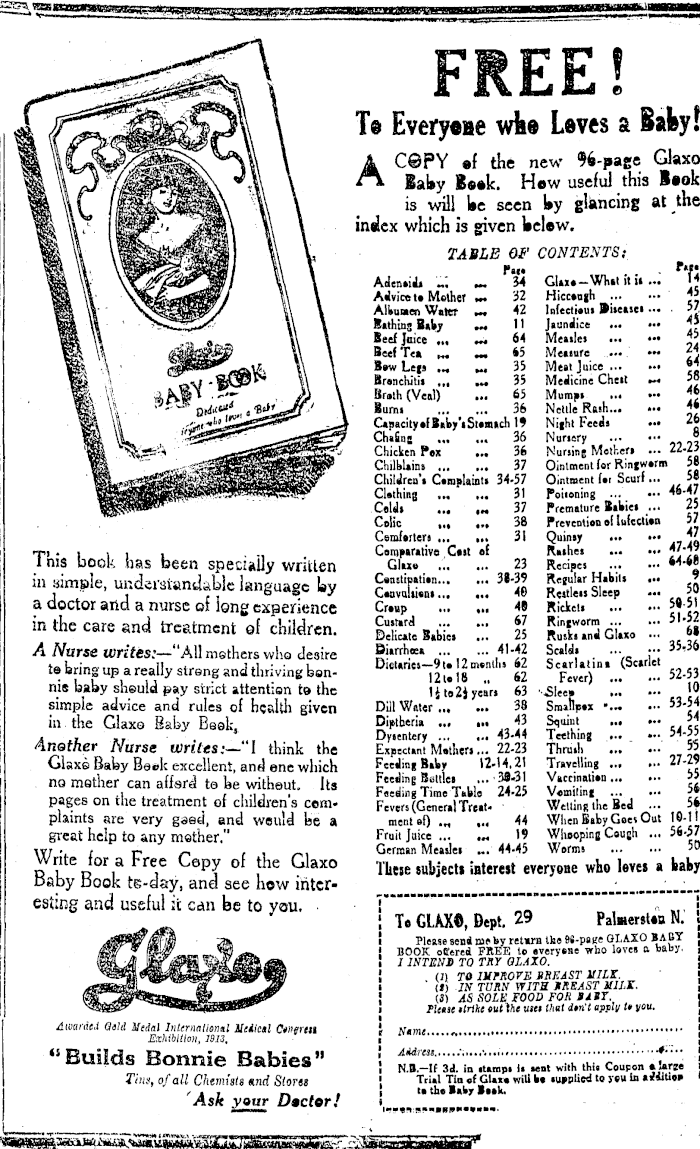 Glaxo
BABY·BOOK
Dedicated
FREE!
To Everyone who Loves a Baby!
A COPY of the new 96-page Glaxo
Baby Book. How useful this Book
is will be seen by glancing at the
index which is given below.
TABLE OF CONTENTS:
Page
Adenoids ... ... 34
Advice to Mother ... 32
Albumen Water ... 42
Bathing Baby ... 11
Beef Juice ... ... 64
Beef Tea ... ... 65
Bow Legs ... ... 35
Bronchitis ... ... 35
Broth (Veal) ... 65
Burns ... ... 36
Capacity of Baby's Stomach 19
Chafing ... ... 36
Chicken Pox ... 36
Chilblains ... ... 37
Children's Complaints 34-57
Clothing ... ... 31
Colds ... ... 37
Colic ... ... 38
Comforters ... ... 31
Comparative Cost of
Glaxo ... ... 23
Constipation... ... 38-39
Convulsions... ... 40
Croup ... ... 40
Custard ... ... 67
Delicate Babies ... 25
Diarrhœa ... ... 41-42
Dietaries—9 to 12 months 62
12 to 18 „ 62
1½ to 2½ years 63
Dill Water ... ... 38
Diptheria ... ... 43
Dysentery ... ... 43-44
Expectant Mothers ... 22-23
Feeding Baby 12-14, 21
Feeding Bottles ... 30-31
Feeding Time Table 24-25
Fevers (General Treat-
ment of) ... ... 44
Fruit Juice ... ... 19
German Measles ... 44-45
Page
Glaxo—What it is ... 14
Hiccough ... ... 45
Infectious Diseases ... 57
Jaundice ... ... 45
Measles ... ... 45
Measure ... ... 24
Meat Juice ... ... 64
Medicine Chest ... 58
Mumps ... ... 46
Nettle Rash... ... 46
Night Feeds ... 26
Nursery ... ... 8
Nursing Mothers ... 22-23
Ointment for Ringworm 58
Ointment for Scurf ... 58
Poisoning ... ... 46-47
Premature Babies ... 25
Prevention of Infection 57
Quinsy ... ... 47
Rashes ... ... 47-49
Recipes ... ... 64-68
Regular Habits ... 9
Restless Sleep ... 50
Rickets ... ... 50-51
Ringworm ... ... 51-52
Rusks and Glaxo ... 68
Scalds ... ... 35-36
Scarlatina (Scarlet
Fever) ... ... 52-53
Sleep ... ... 10
Smallpox ... ... 53-54
Squint ... ... 54
Teething ... ... 54-55
Thrush ... ... 55
Travelling ... ... 27-29
Vaccination ... ... 55
Vomiting ... ... 56
Wetting the Bed ... 56
When Baby Goes Out 10-11
Whooping Cough ... 56-57
Worms ... ... 50
These subjects interest everyone who loves a baby
This book has been specially written
in simple, understandable language by
a doctor and a nurse of long experience
in the care and treatment of children.
A Nurse writes:—"All mothers who desire
to bring up a really strong and thriving bon-
nie baby should pay strict attention to the
simple advice and rules of health given
in the Glaxo Baby Book.
Another Nurse writes:—"I think the
Glaxo Baby Book excellent, and one which
no mother can afford to be without. Its
pages on the treatment of children's com-
plaints are very good, and would be a
great help to any mother."
Write for a Free Copy of the Glaxo
Baby Book to-day, and see how inter-
esting and useful it can be to you.
Glaxo
Awarded Gold Medal International Medical Congress
Exhibition, 1913.
"Builds Bonnie Babies"
Tins, of all Chemists and Stores
Ask your Doctor!
To GLAXO, Dept. 29 Palmerston N.
Please send me by return the 96-page GLAXO BABY
BOOK offered FREE to everyone who loves a baby.
I INTEND TO TRY GLAXO.
(1) TO IMPROVE BREAST MILK.
(2) IN TURN WITH BREAST MILK.
(3) AS SOLE FOOD FOR BABY.
Please strike out the uses that don't apply to you.
Name.................................
Address.................................
N.B.—If 3d. in stamps is sent with this Coupon a large
Trial Tin of Glaxo will be supplied to you in addition
to the Baby Book.